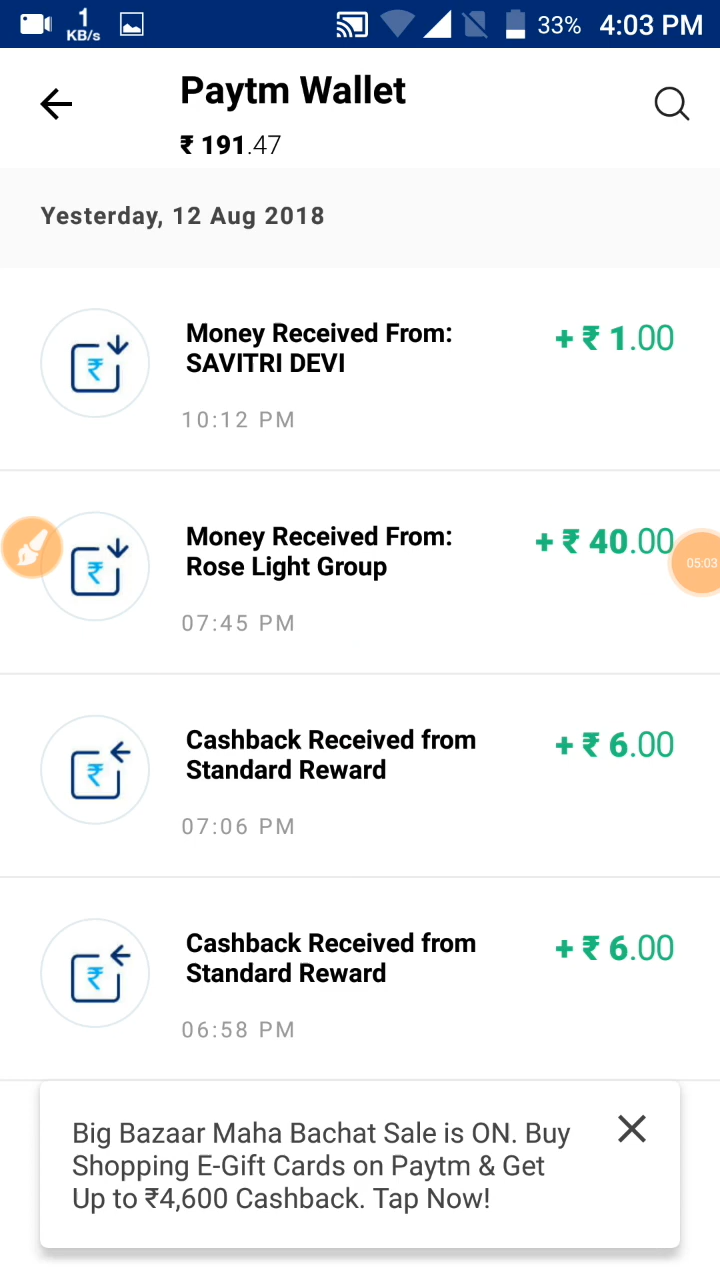 1
KB/s
33% 4:03 PM
Paytm Wallet
₹ 191.47
Yesterday, 12 Aug 2018
Money Received From:
SAVITRI DEVI
+ ₹ 1.00
10:12 PM
Money Received From:
Rose Light Group
+ ₹ 40.00
05:03
07:45 PM
Cashback Received from
Standard Reward
+ ₹ 6.00
07:06 PM
Cashback Received from
Standard Reward
+ ₹ 6.00
06:58 PM
Big Bazaar Maha Bachat Sale is ON. Buy
Shopping E-Gift Cards on Paytm & Get
Up to ₹4,600 Cashback. Tap Now!